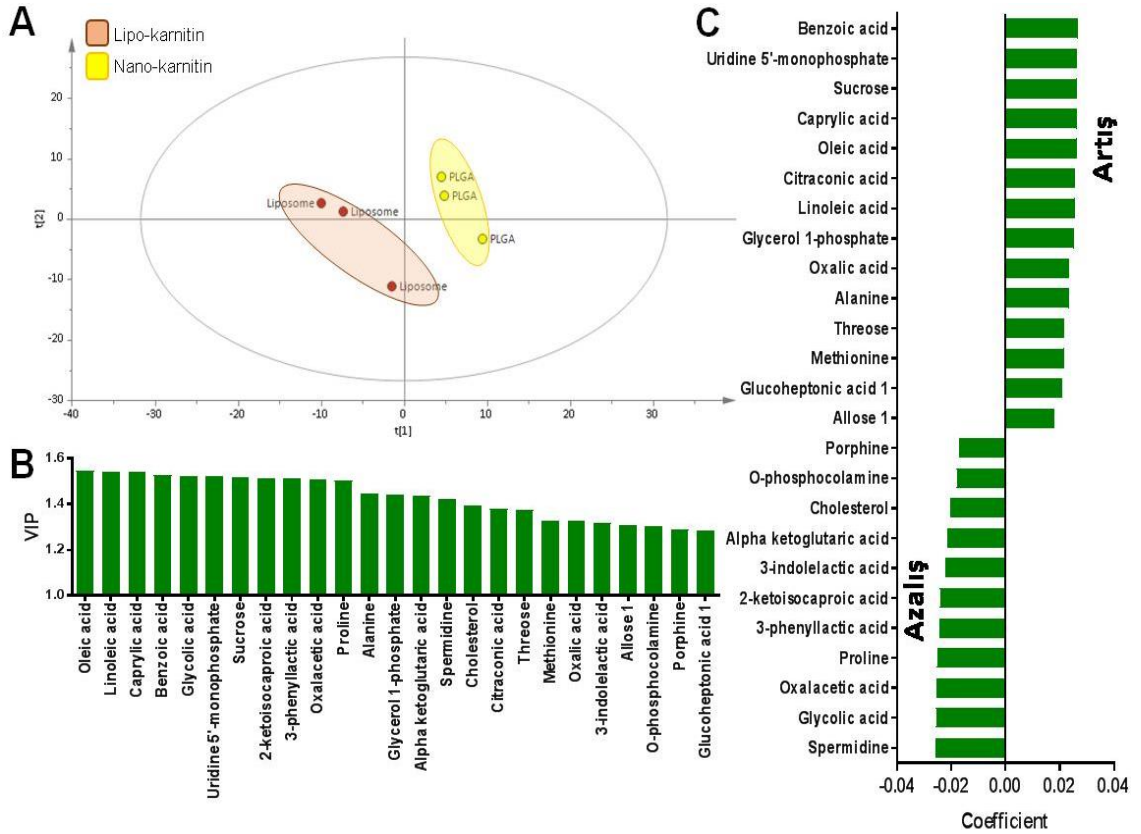 A
Lipo-karnitin
Nano-karnitin
20
10
0
-10
-20
-30
t[2]
Liposome
Liposome
Liposome
PLGA
PLGA
PLGA
-40 -30 -20 -10 0 10 20 30
t[1]
B
VIP
1.6
1.4
1.2
1.0
Oleic acid
Linoleic acid
Caprylic acid
Benzoic acid
Glycolic acid
Uridine 5'-monophosphate
Sucrose
2-ketoisocaproic acid
3-phenyllactic acid
Oxalacetic acid
Proline
Alanine
Glycerol 1-phosphate
Alpha ketoglutaric acid
Spermidine
Cholesterol
Citraconic acid
Threose
Methionine
Oxalic acid
3-indolelactic acid
Allose 1
O-phosphocolamine
Porphine
Glucoheptonic acid 1
C
Benzoic acid
Uridine 5'-monophosphate
Sucrose
Caprylic acid
Oleic acid
Citraconic acid
Linoleic acid
Glycerol 1-phosphate
Oxalic acid
Alanine
Threose
Methionine
Glucoheptonic acid 1
Allose 1
Porphine
O-phosphocolamine
Cholesterol
Alpha ketoglutaric acid
3-indolelactic acid
2-ketoisocaproic acid
3-phenyllactic acid
Proline
Oxalacetic acid
Glycolic acid
Spermidine
Artış
Azalış
-0.04 -0.02 0.00 0.02 0.04
Coefficient